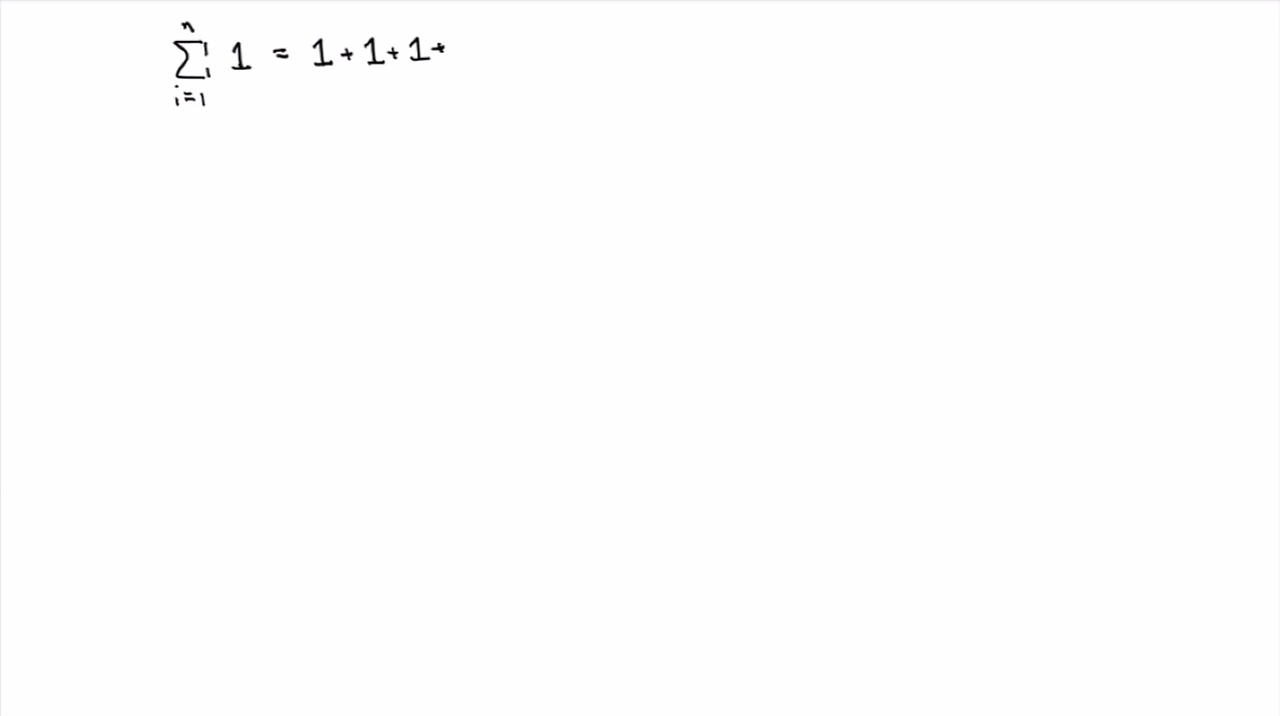 n
∑ 1 = 1 + 1 + 1 +
i=1